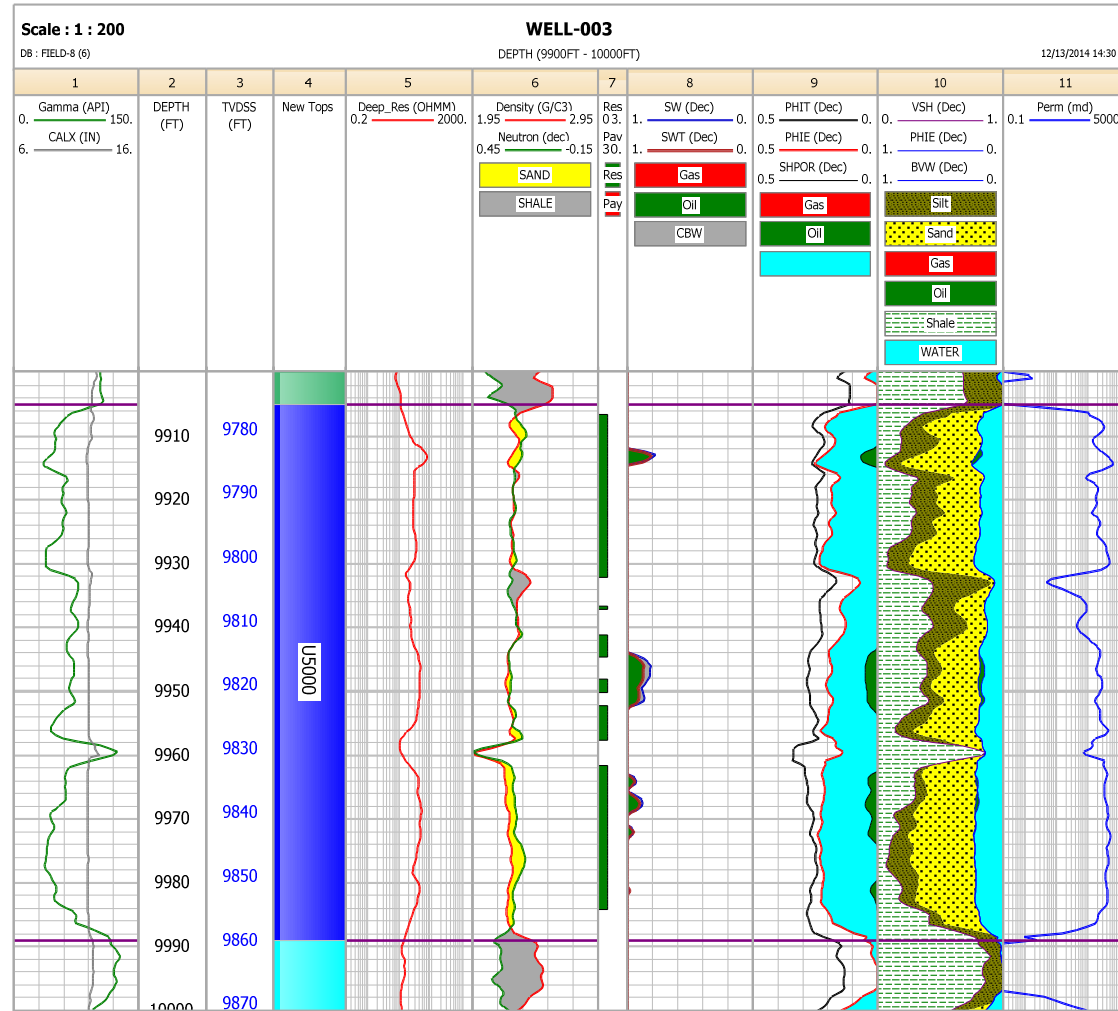 Scale : 1 : 200
WELL-003
DB : FIELD-8 (6)
DEPTH (9900FT - 10000FT)
12/13/2014 14:30
1 2 3 4 5 6 7 8 9 10 11
Gamma (API)
0. 150.
CALX (IN)
6. 16.
DEPTH
(FT)
TVDSS
(FT)
New Tops
Deep_Res (OHMM)
0.2 2000.
Density (G/C3)
1.95 2.95
Neutron (dec)
0.45 -0.15
SAND
SHALE
Res
03.
Pav
30.
Res
Pay
SW (Dec)
1. 0.
SWT (Dec)
1. 0.
Gas
Oil
CBW
PHIT (Dec)
0.5 0.
PHIE (Dec)
0.5 0.
SHPOR (Dec)
0.5 0.
Gas
Oil
VSH (Dec)
0. 1.
PHIE (Dec)
1. 0.
BVW (Dec)
1. 0.
Silt
Sand
Gas
Oil
Shale
WATER
Perm (md)
0.1 5000
9910
9920
9930
9940
9950
9960
9970
9980
9990
10000
9780
9790
9800
9810
9820
9830
9840
9850
9860
9870
U5000